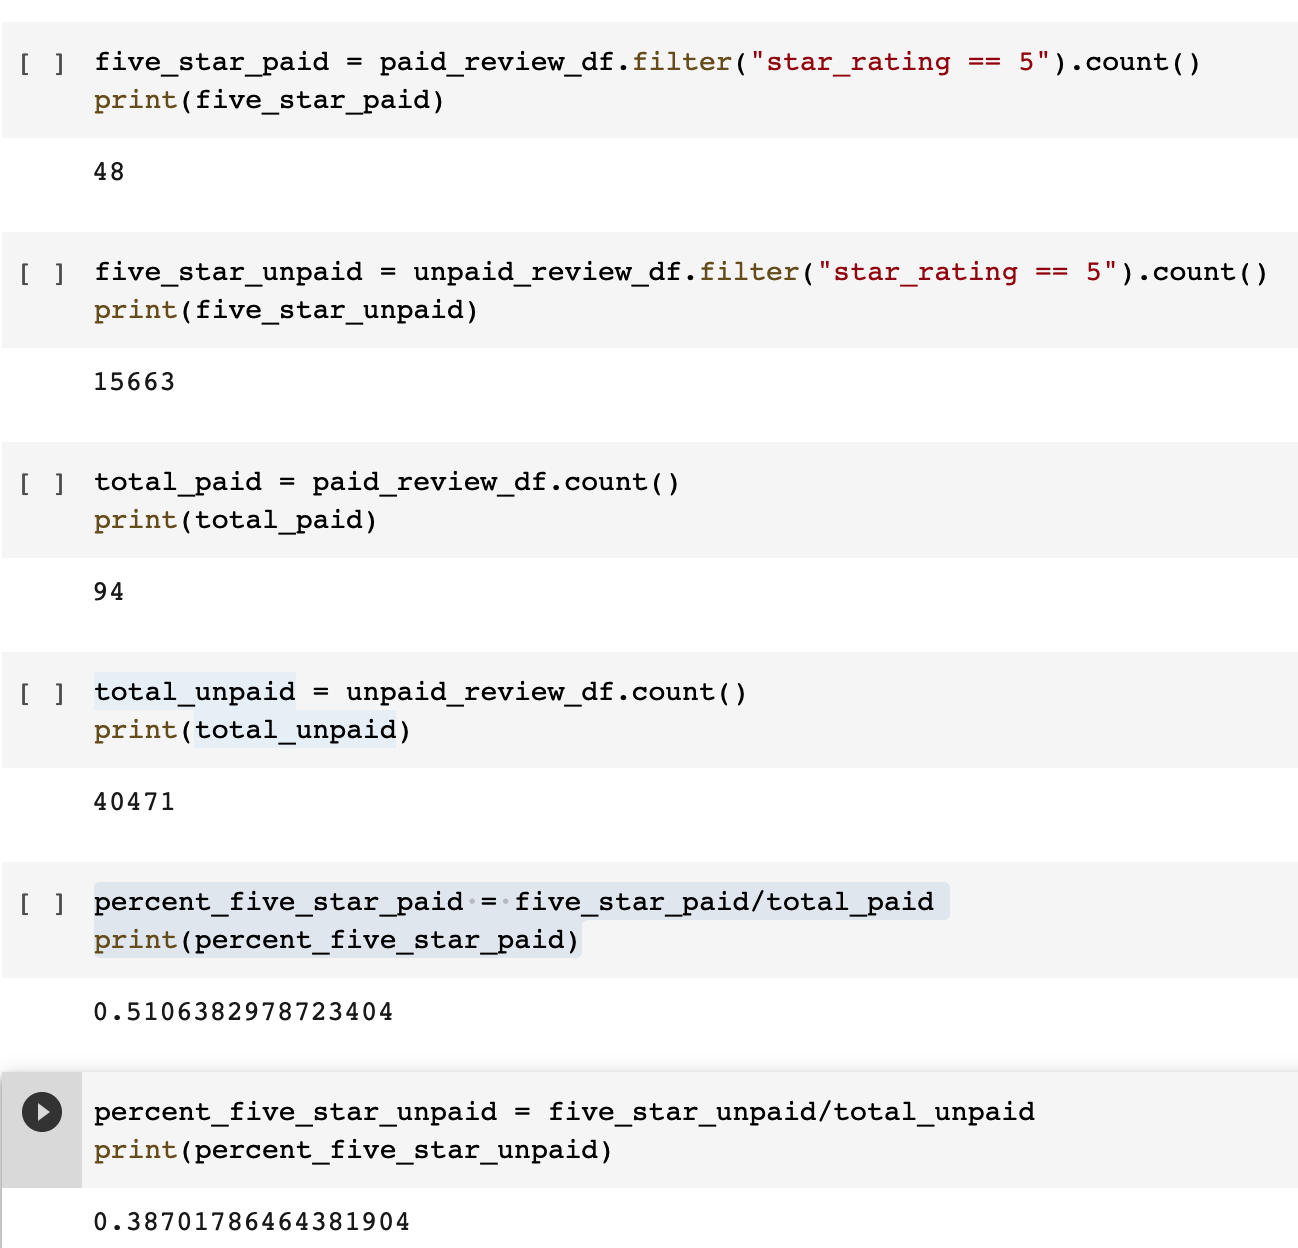 [ ] five_star_paid = paid_review_df.filter("star_rating == 5").count()
print(five_star_paid)
48
[ ] five_star_unpaid = unpaid_review_df.filter("star_rating == 5").count()
print(five_star_unpaid)
15663
[ ] total_paid = paid_review_df.count()
print(total_paid)
94
[ ] total_unpaid = unpaid_review_df.count()
print(total_unpaid)
40471
[ ] percent_five_star_paid = five_star_paid/total_paid
print(percent_five_star_paid)
0.5106382978723404
percent_five_star_unpaid = five_star_unpaid/total_unpaid
print(percent_five_star_unpaid)
0.38701786464381904